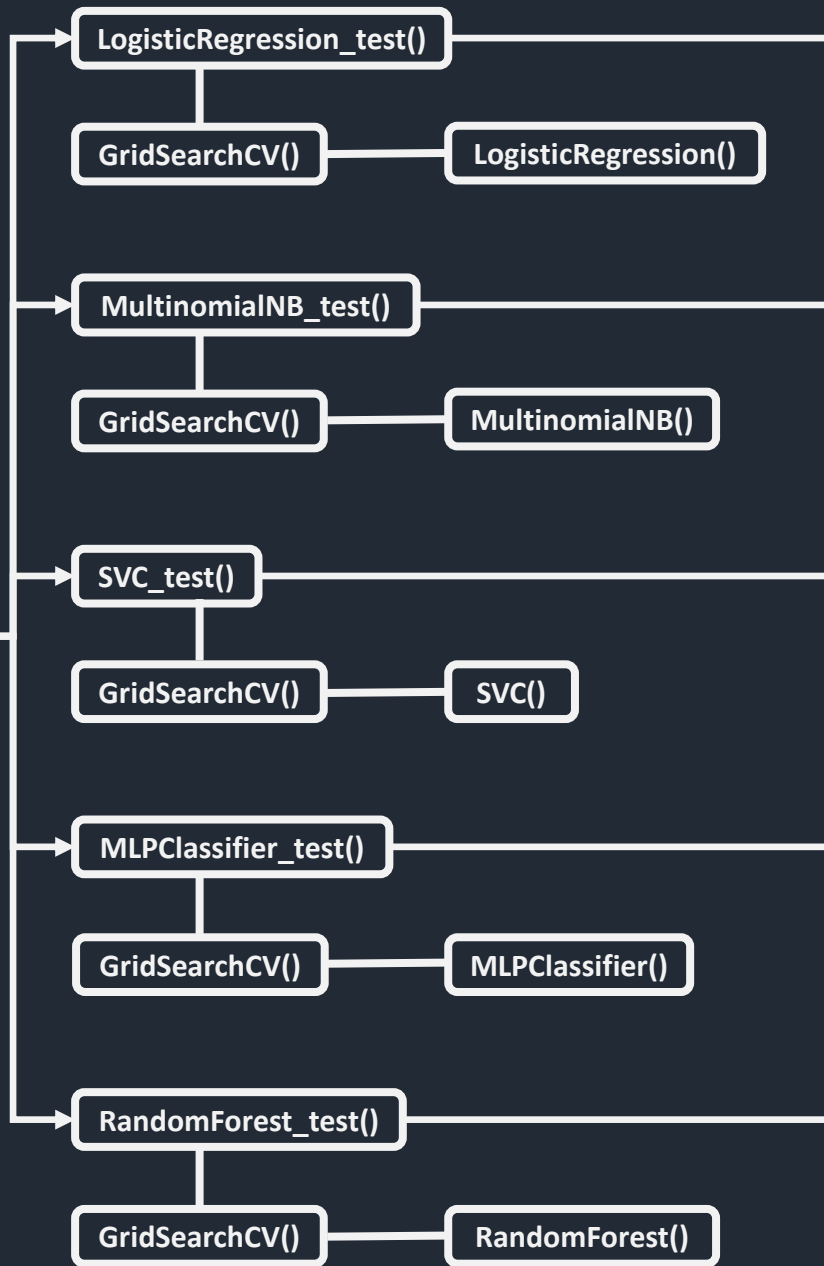 LogisticRegression_test()
GridSearchCV()
LogisticRegression()
MultinomialNB_test()
GridSearchCV()
MultinomialNB()
SVC_test()
GridSearchCV()
SVC()
MLPClassifier_test()
GridSearchCV()
MLPClassifier()
RandomForest_test()
GridSearchCV()
RandomForest()